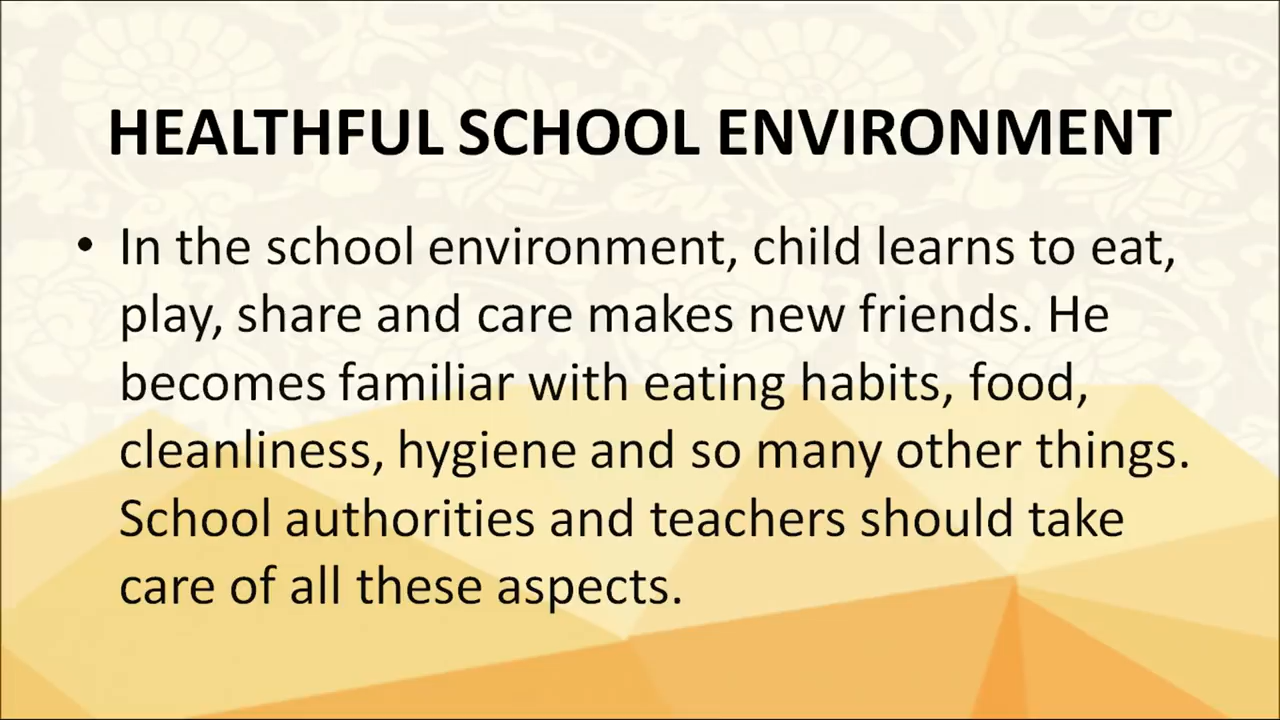 HEALTHFUL SCHOOL ENVIRONMENT
• In the school environment, child learns to eat,
play, share and care makes new friends. He
becomes familiar with eating habits, food,
cleanliness, hygiene and so many other things.
School authorities and teachers should take
care of all these aspects.